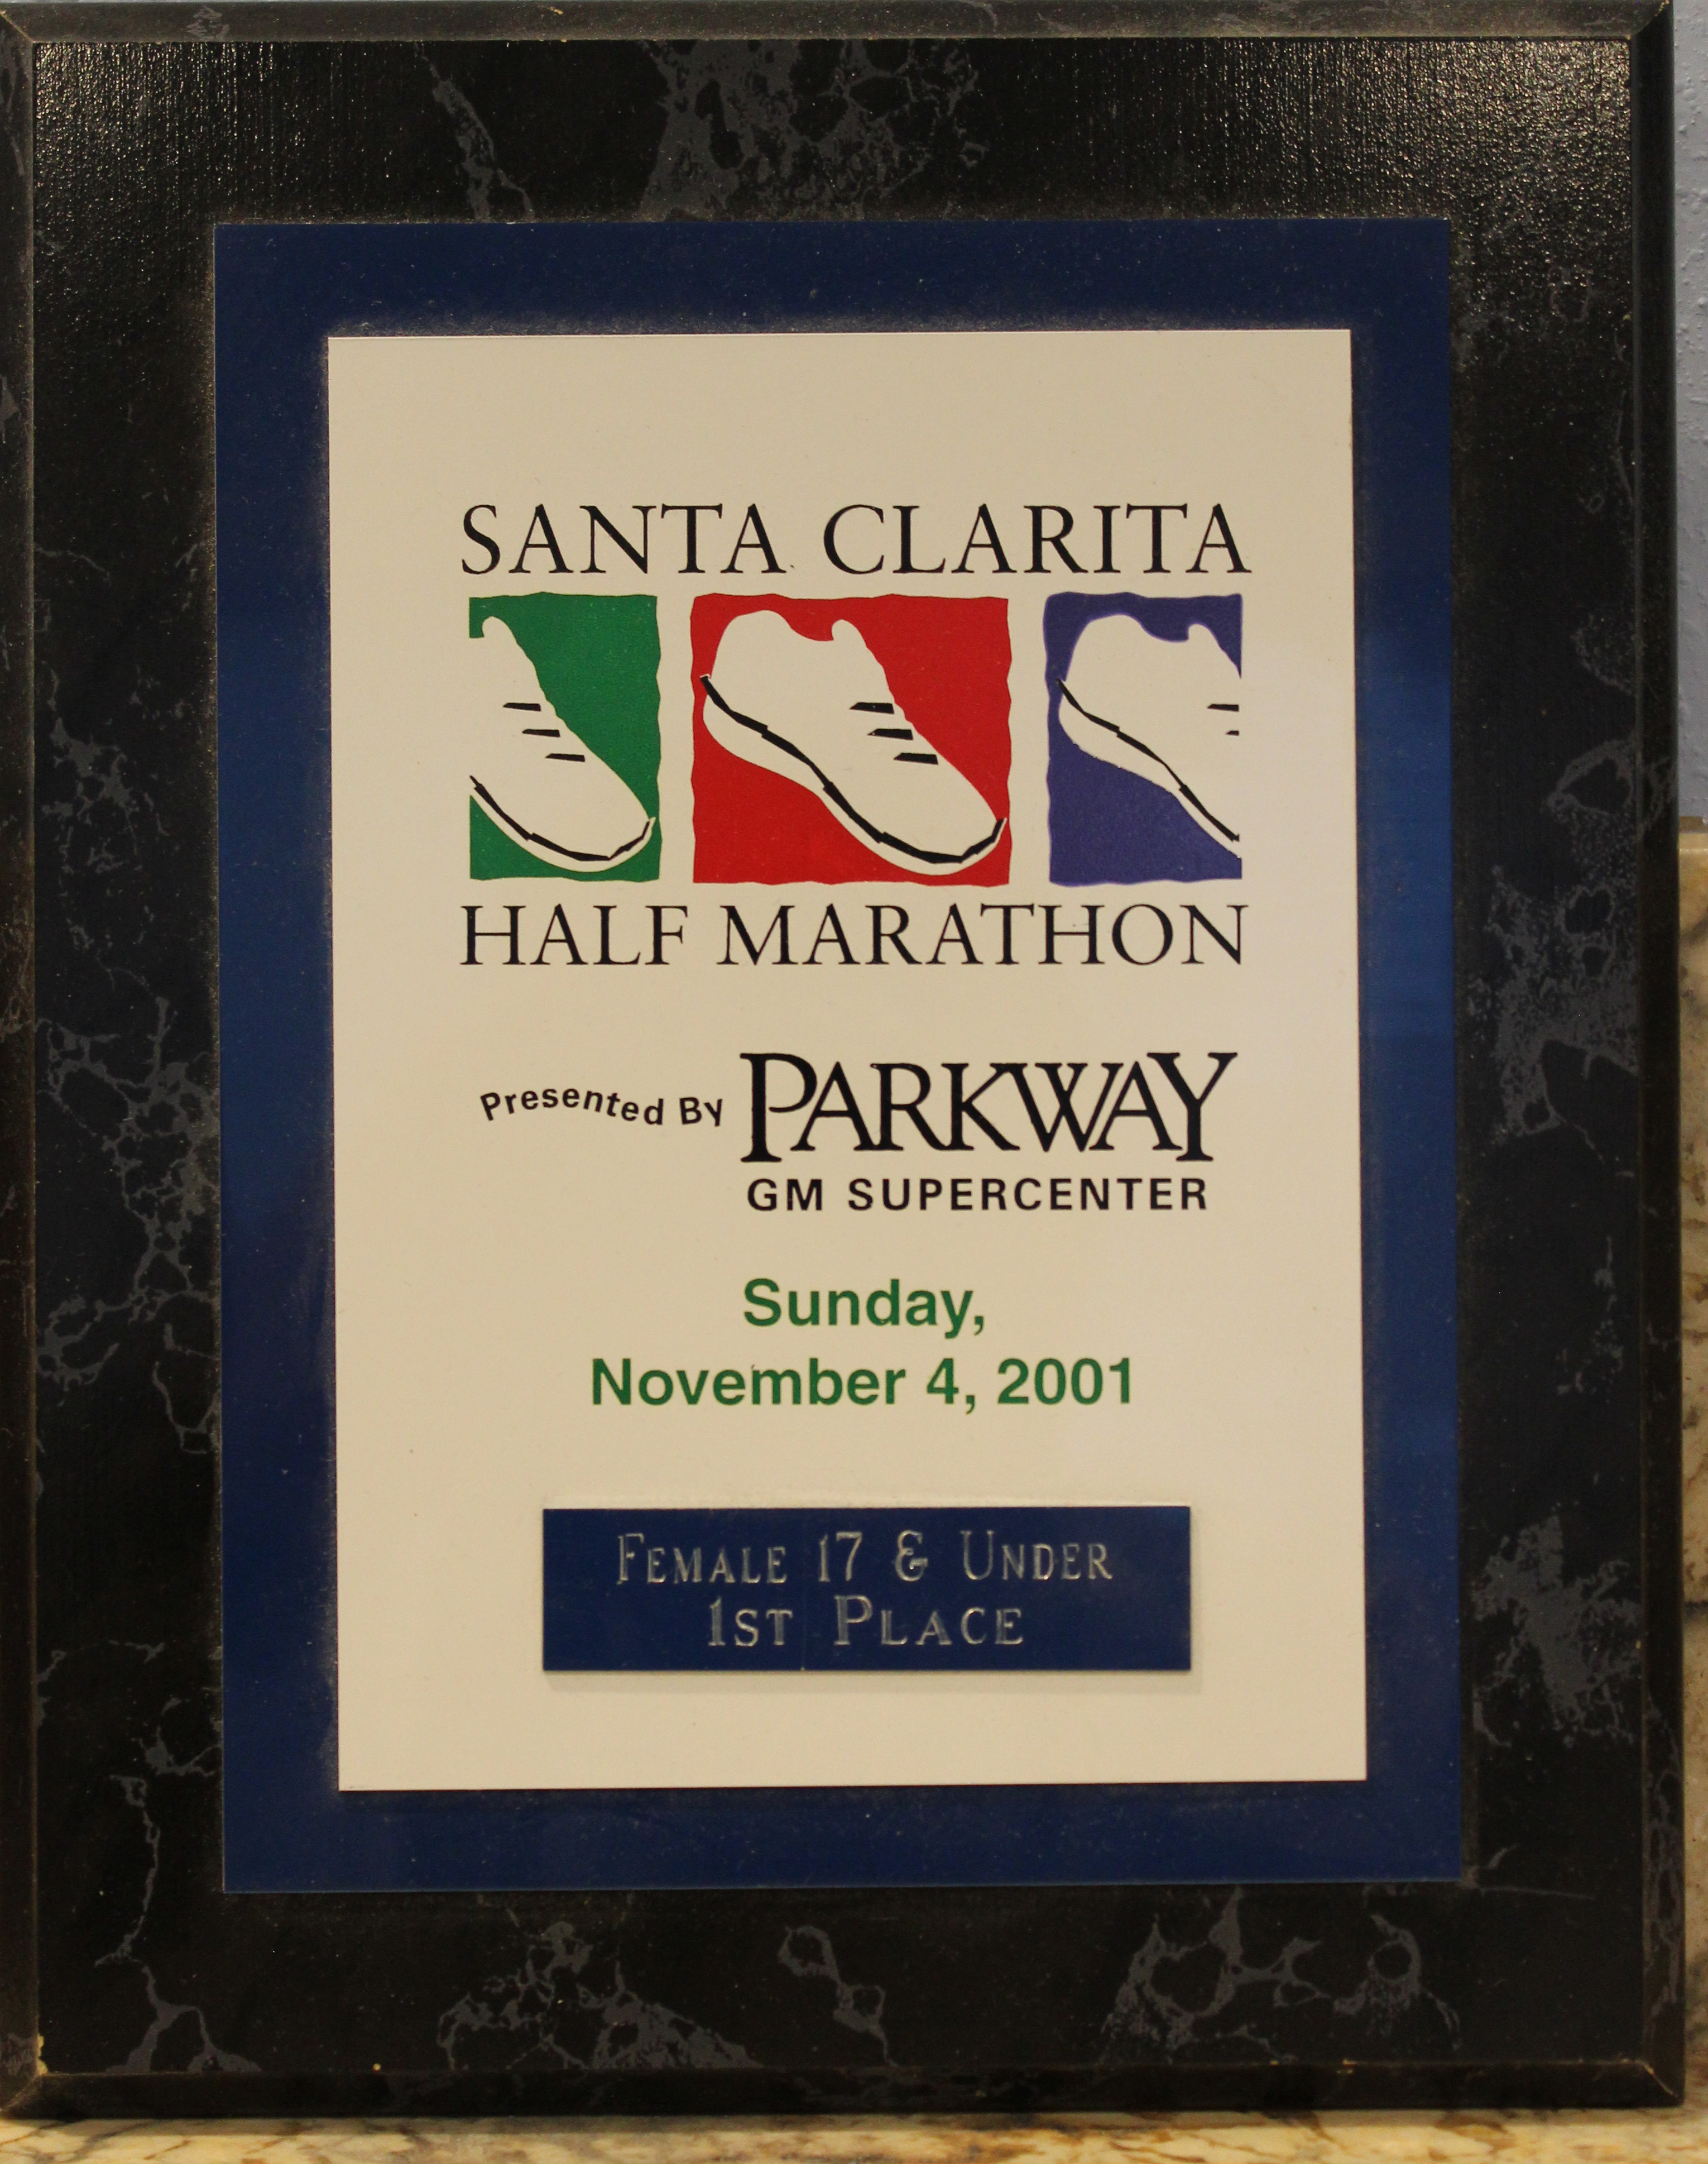 SANTA CLARITA
HALF MARATHON
Presented By PARKWAY
GM SUPERCENTER
Sunday,
November 4, 2001
FEMALE 17 & UNDER
1ST PLACE